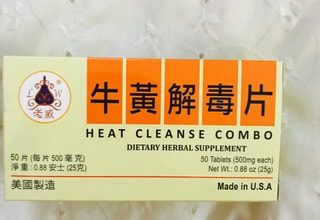 L W ®
老威
牛黃解毒片
HEAT CLEANSE COMBO
DIETARY HERBAL SUPPLEMENT
50 片 (每片 500 毫克)
淨重：0.88 安士 (25克)
50 Tablets (500mg each)
Net Wt.: 0.88 oz (25g)
美國製造
Made in U.S.A